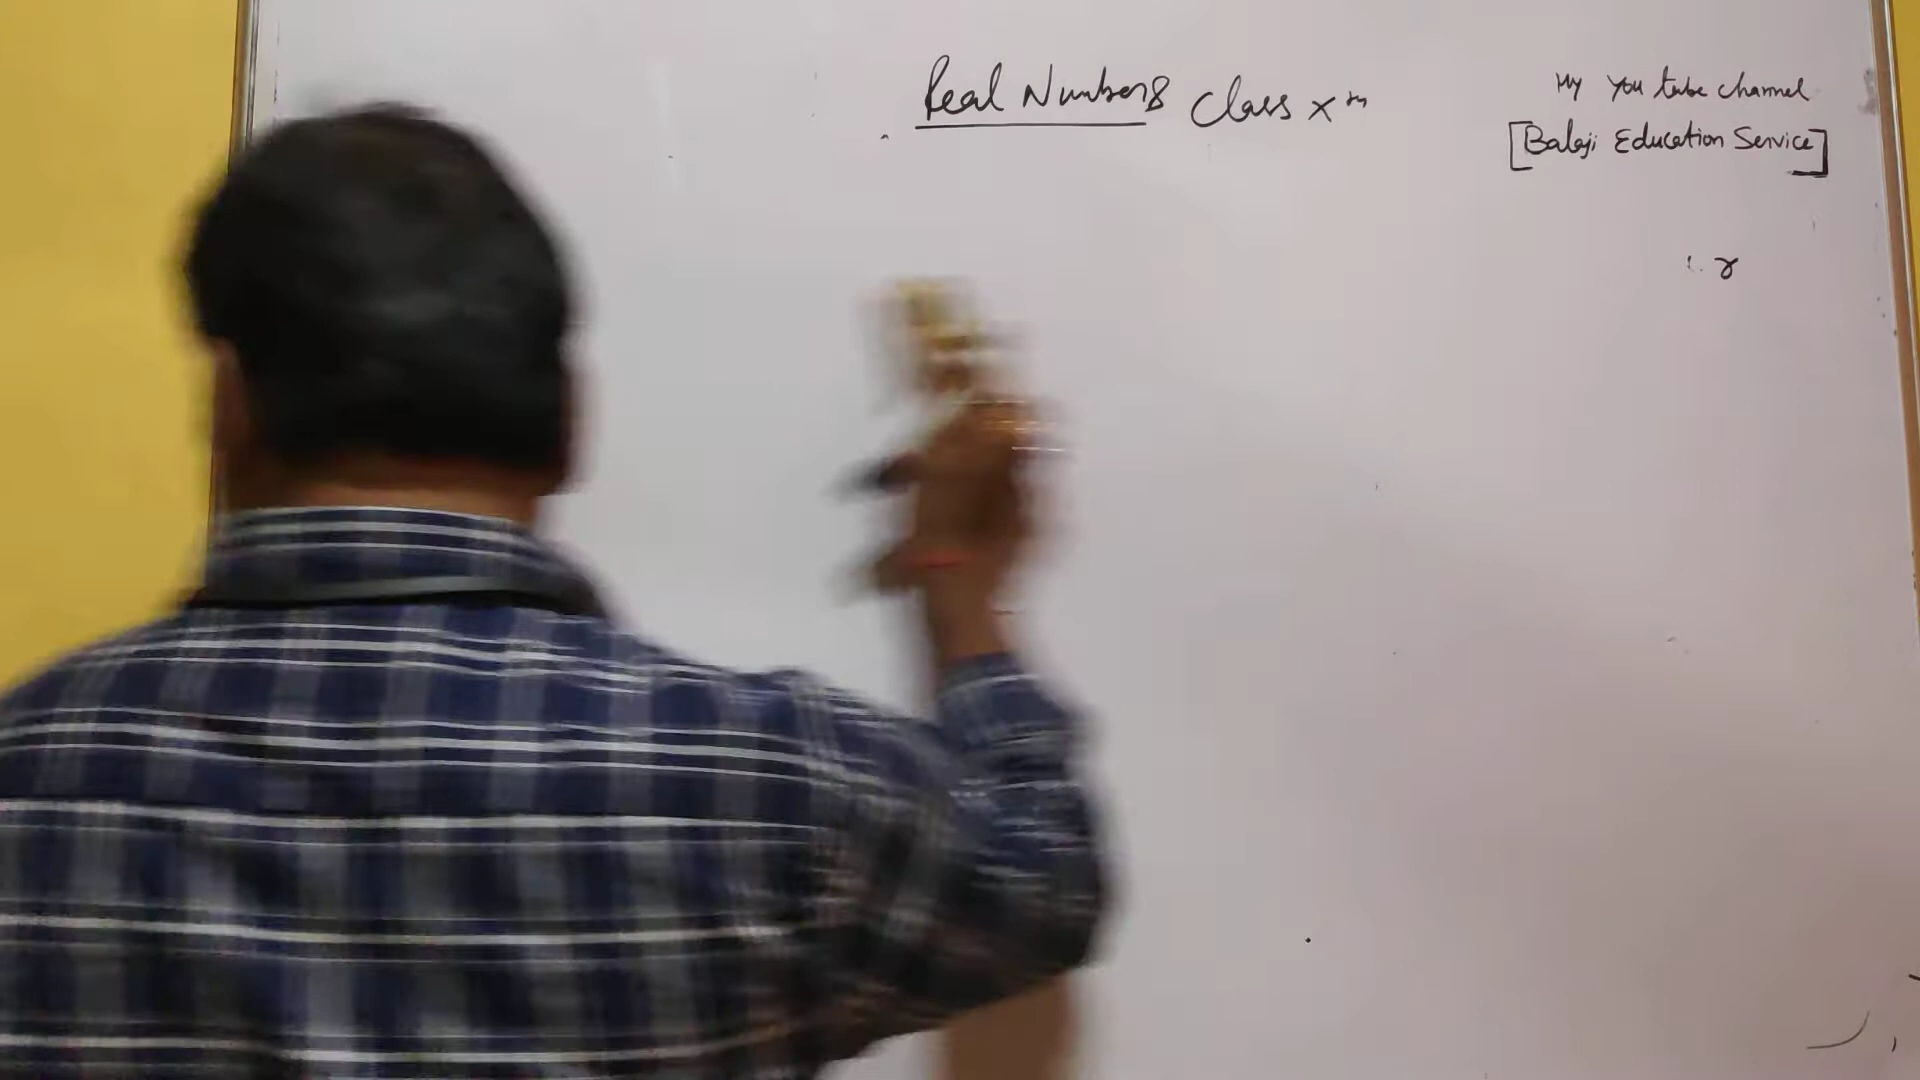 Real Numbers Class Xth
My You tube channel
[Balaji Education Service]
r